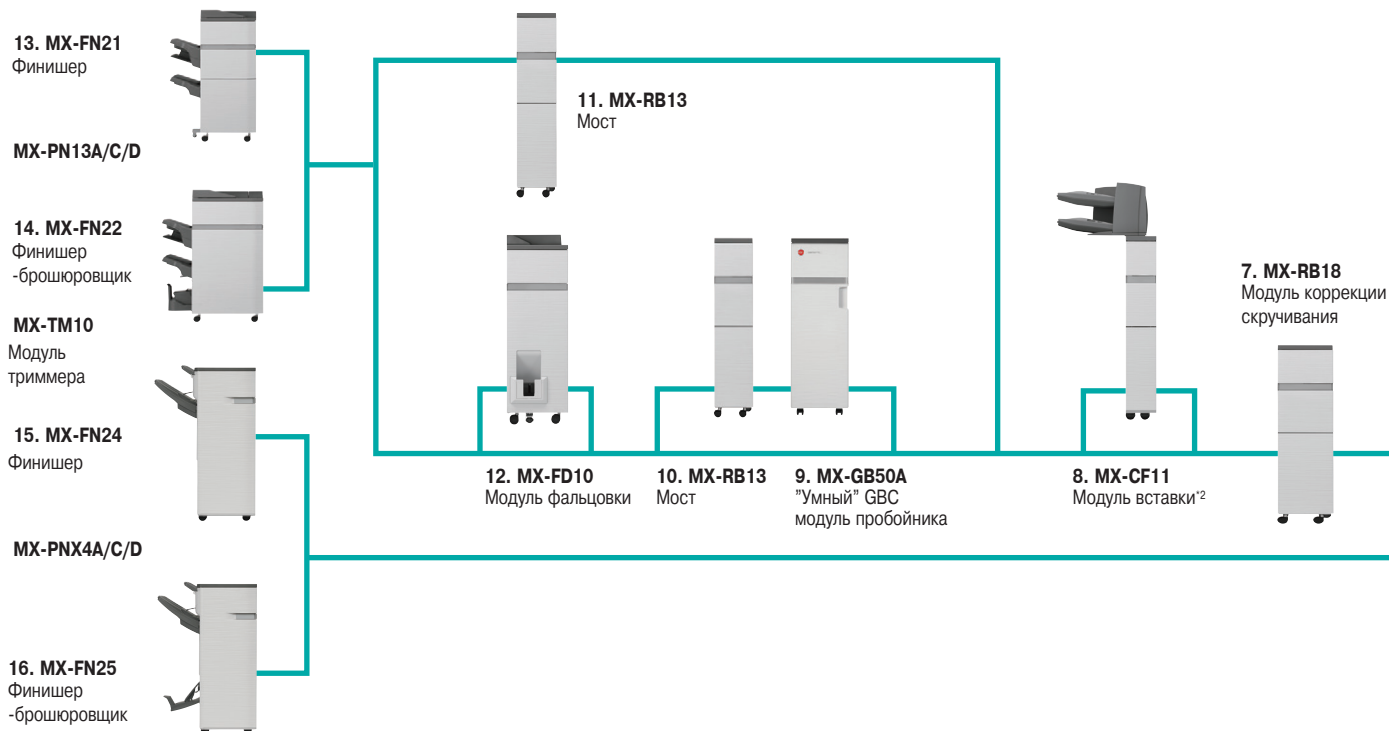 13. MX-FN21
Финишер
MX-PN13A/C/D
14. MX-FN22
Финишер
-брошюровщик
MX-TM10
Модуль
триммера
15. MX-FN24
Финишер
MX-PNX4A/C/D
16. MX-FN25
Финишер
-брошюровщик
11. MX-RB13
Мост
12. MX-FD10
Модуль фальцовки
10. MX-RB13
Мост
9. MX-GB50A
"Умный" GBC
модуль пробойника
8. MX-CF11
Модуль вставки*2
7. MX-RB18
Модуль коррекции
скручивания